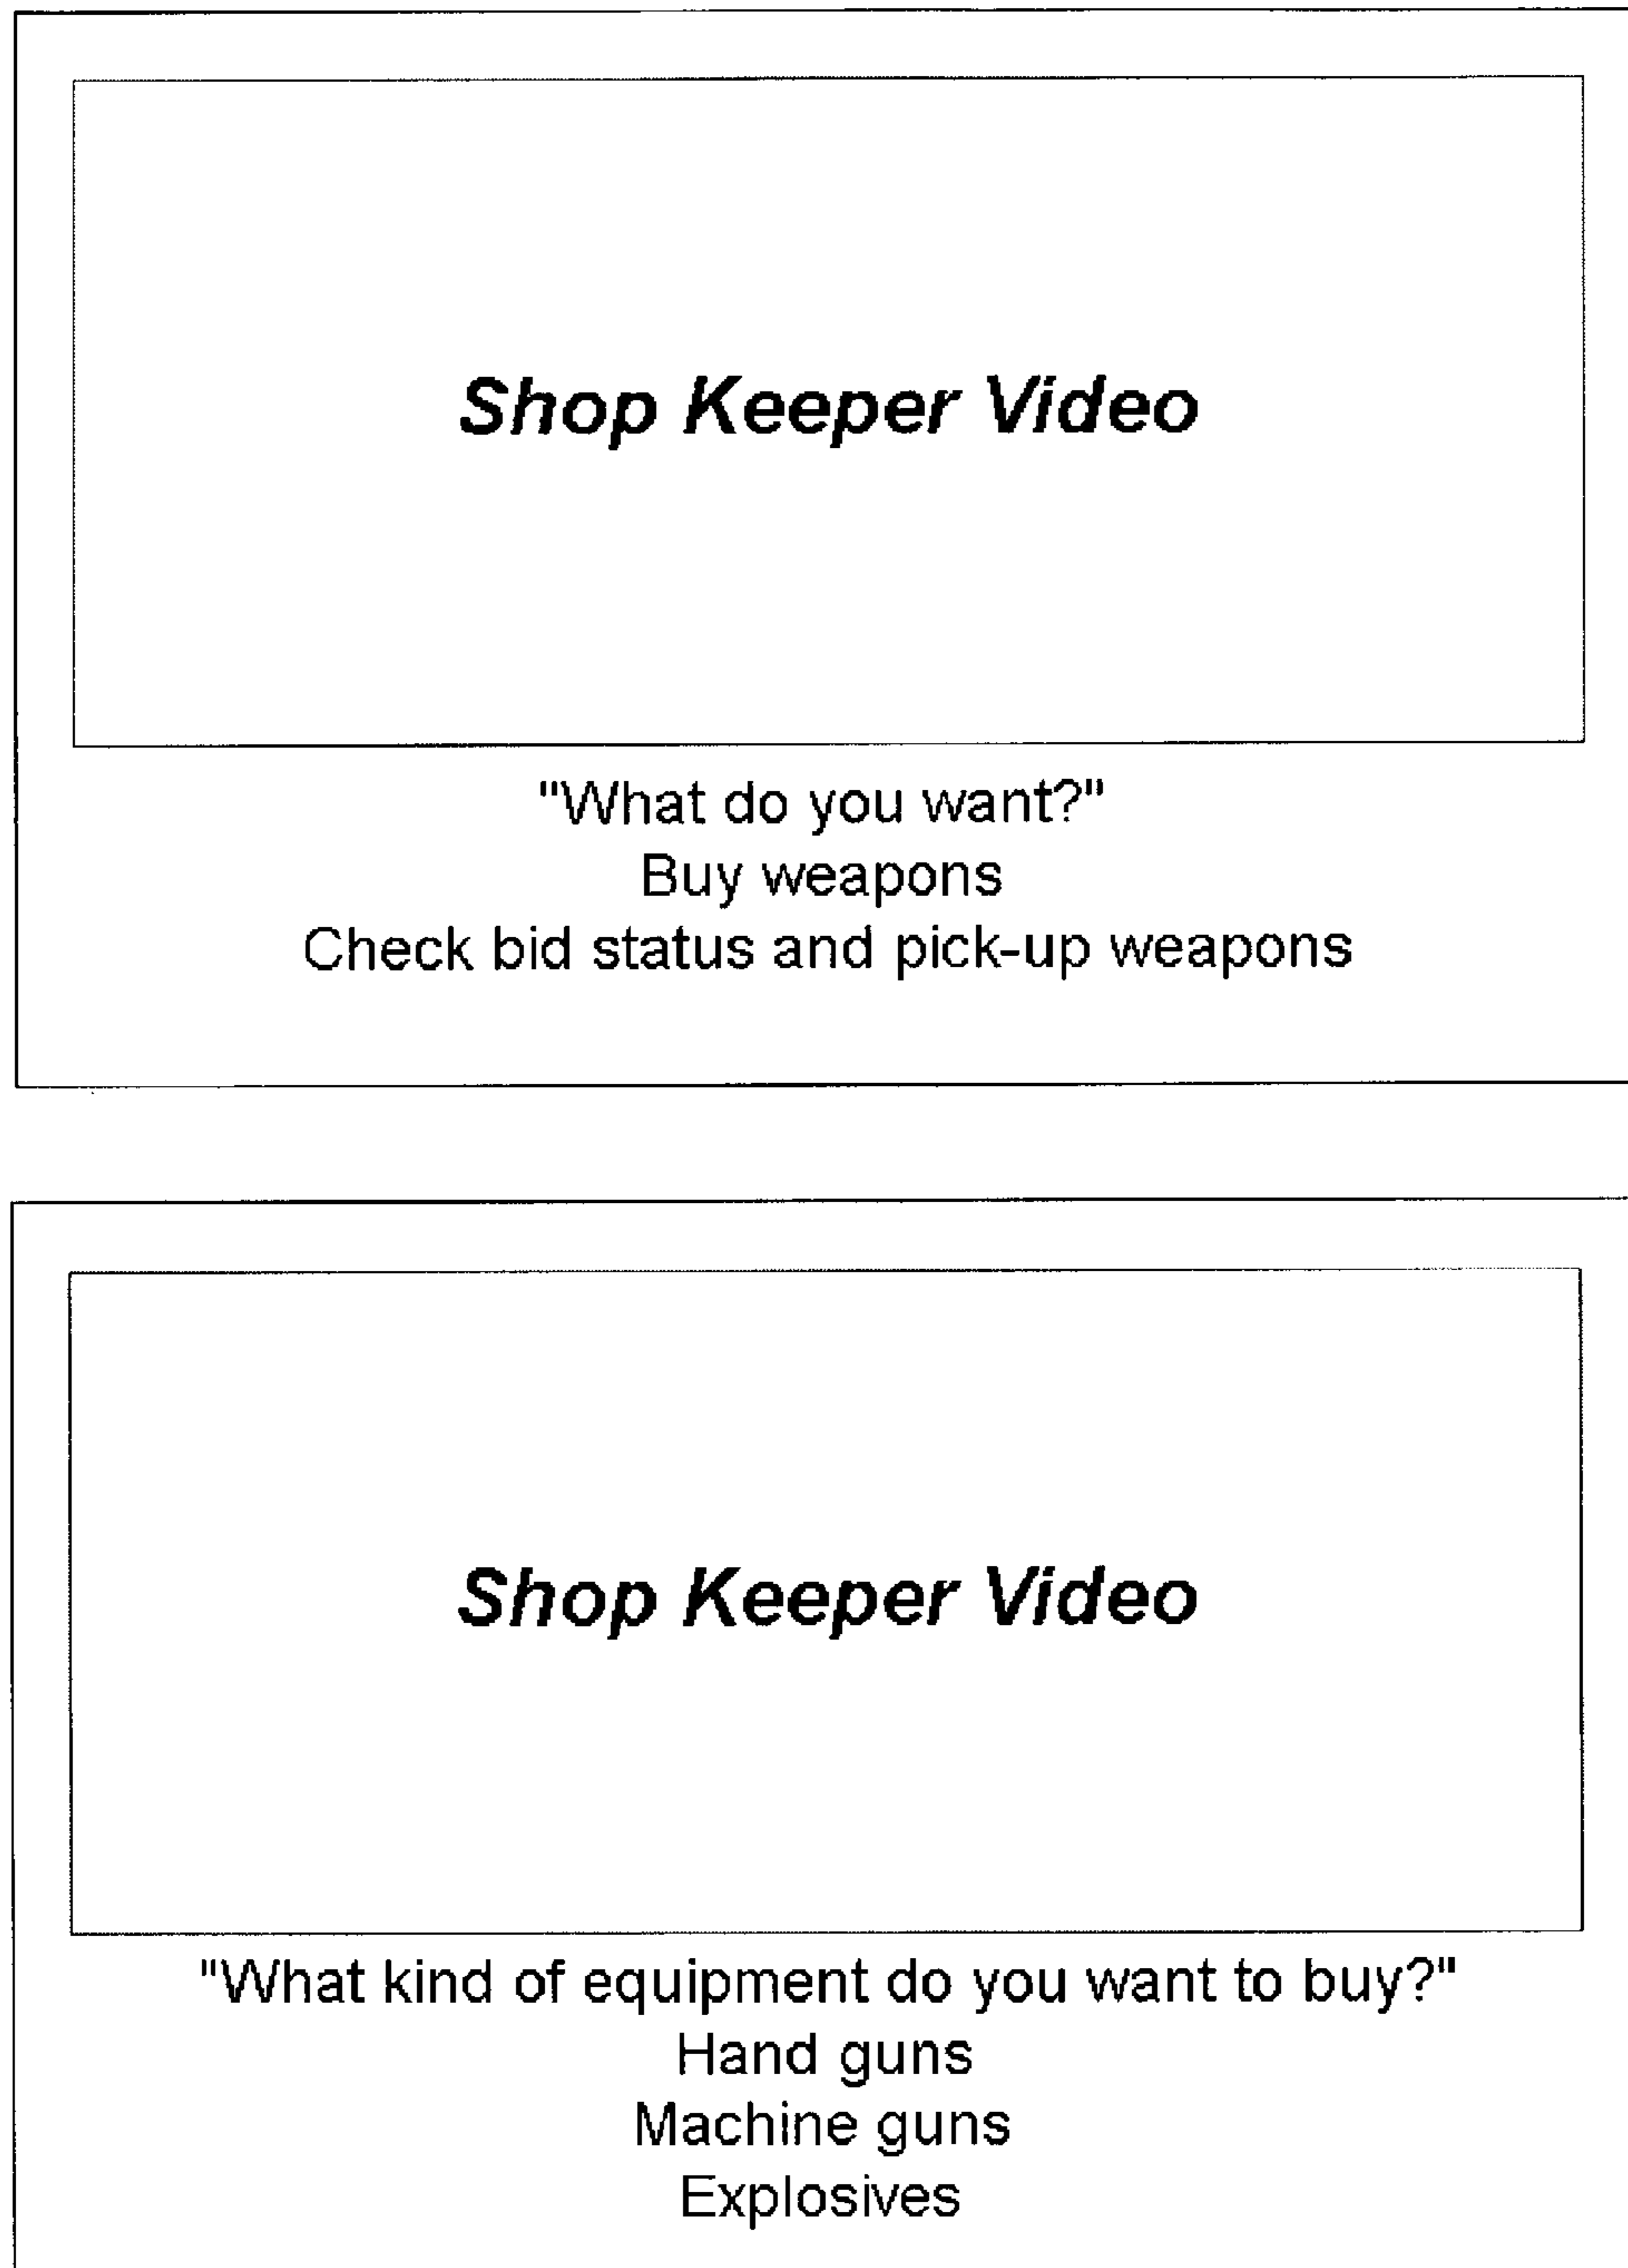 Shop Keeper Video
"What do you want?"
Buy weapons
Check bid status and pick-up weapons
Shop Keeper Video
"What kind of equipment do you want to buy?"
Hand guns
Machine guns
Explosives